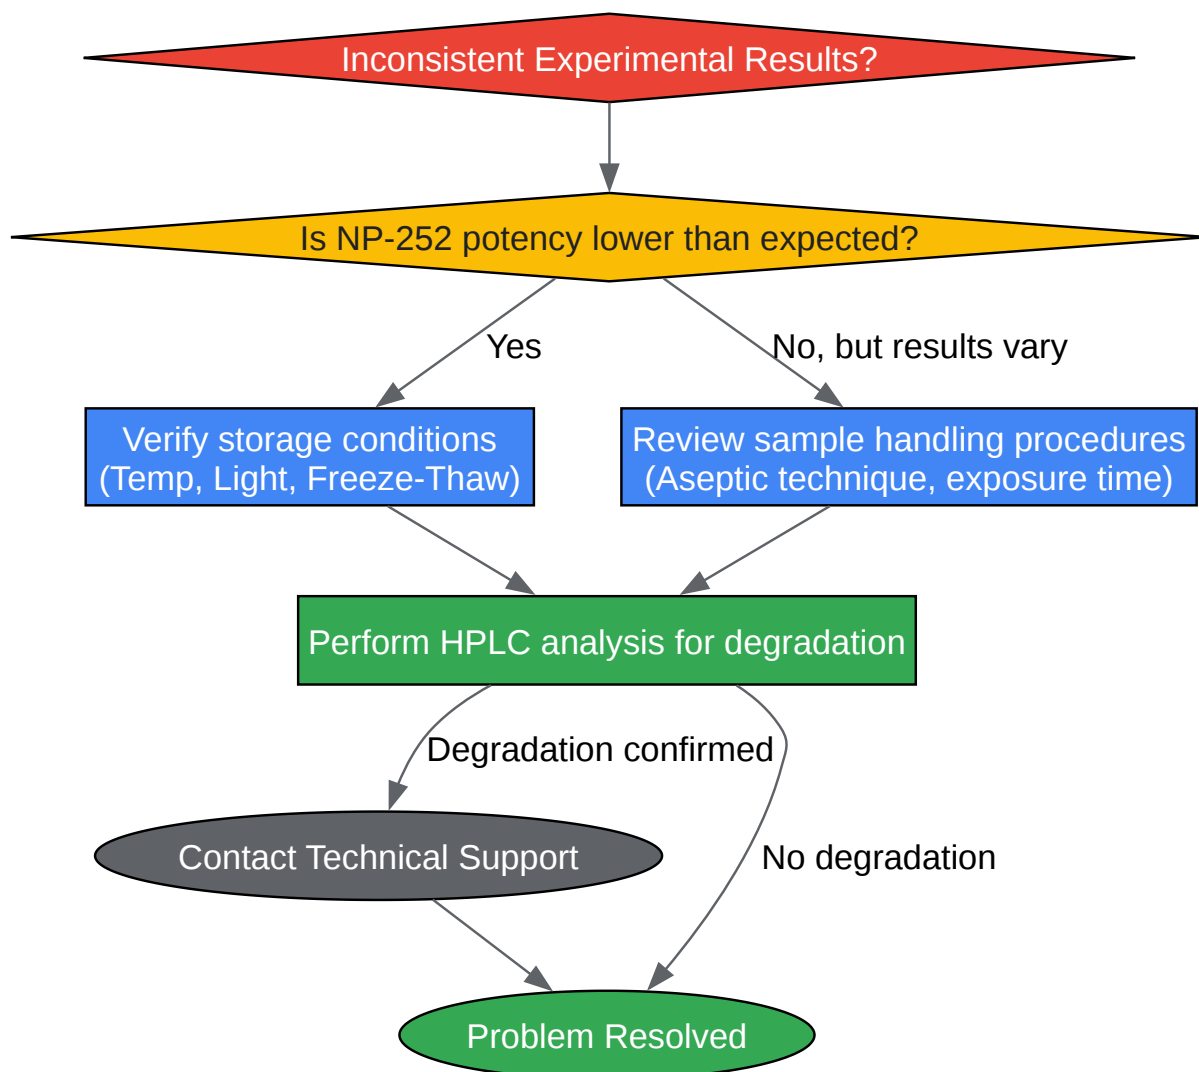 Inconsistent Experimental Results?
Is NP-252 potency lower than expected?
Yes
No, but results vary
Verify storage conditions
(Temp, Light, Freeze-Thaw)
Review sample handling procedures
(Aseptic technique, exposure time)
Perform HPLC analysis for degradation
Degradation confirmed
Contact Technical Support
No degradation
Problem Resolved